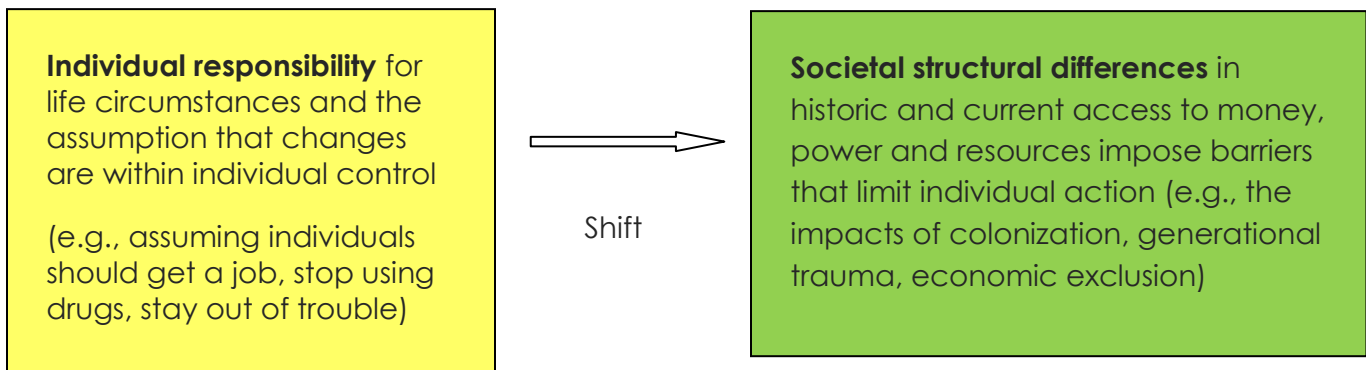 Individual responsibility for
life circumstances and the
assumption that changes
are within individual control
(e.g., assuming individuals
should get a job, stop using
drugs, stay out of trouble)
Shift
Societal structural differences in
historic and current access to money,
power and resources impose barriers
that limit individual action (e.g., the
impacts of colonization, generational
trauma, economic exclusion)